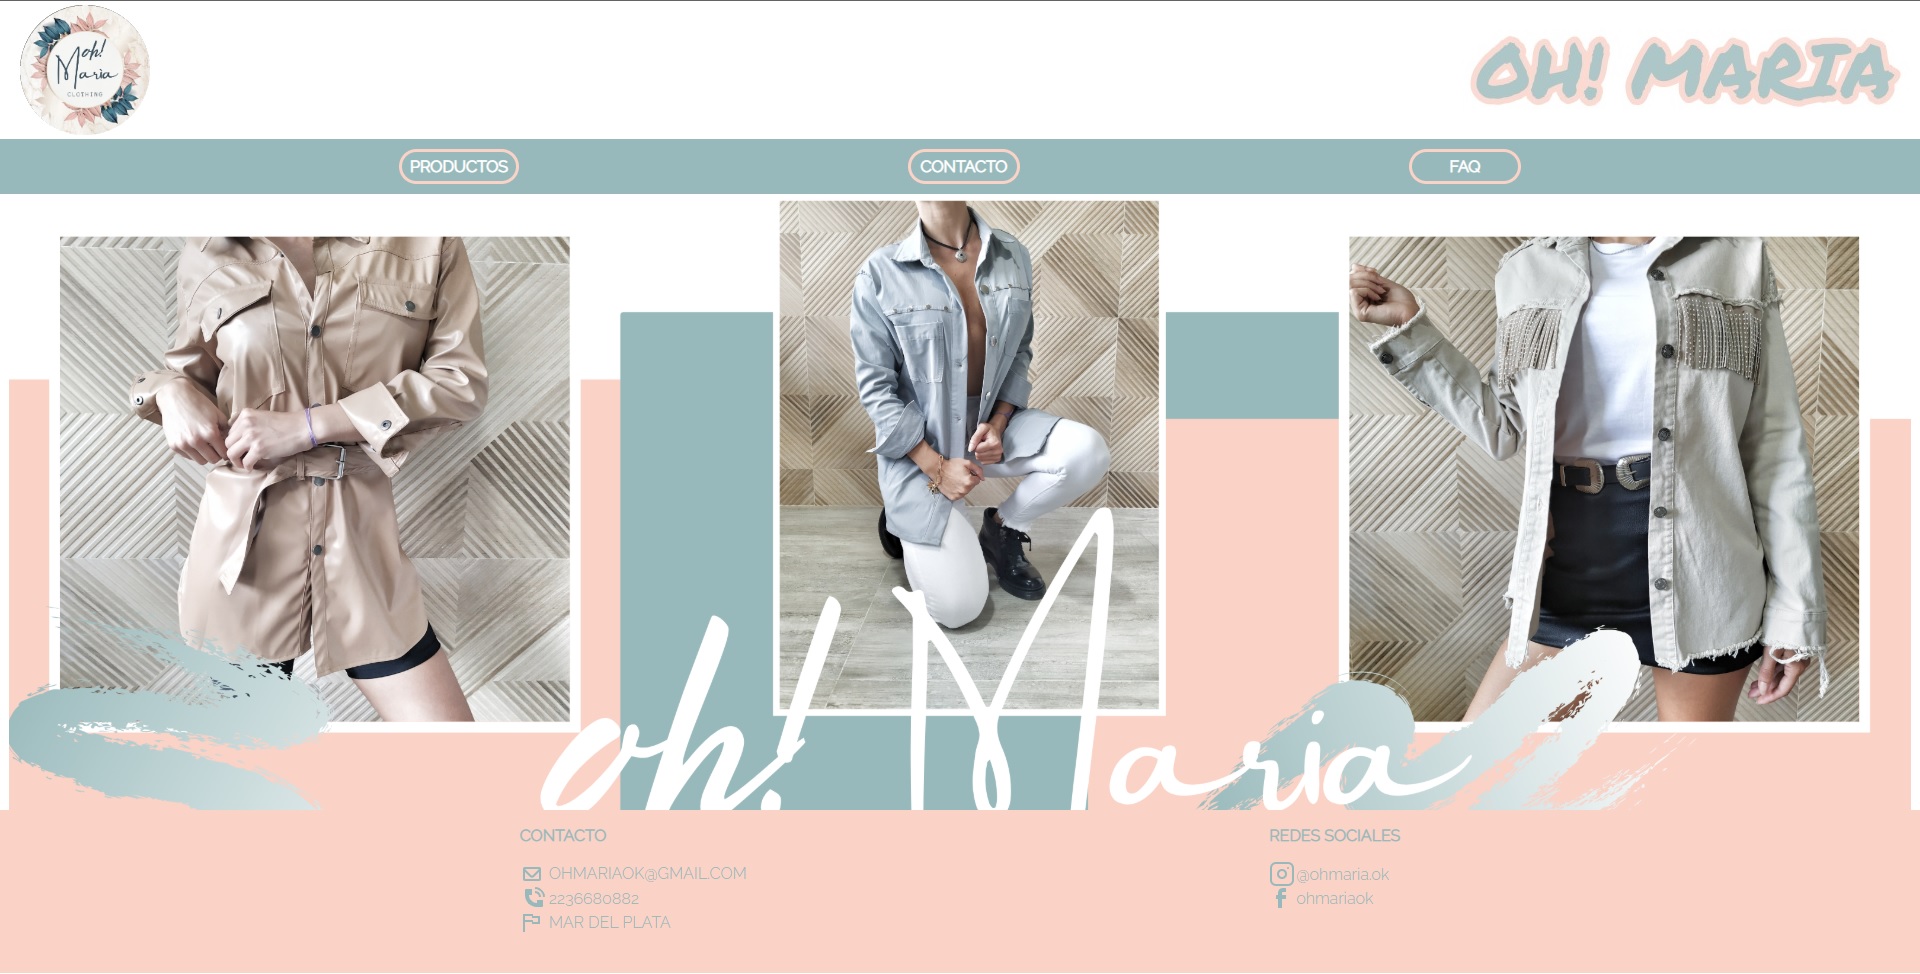 oh!
Maria
CLOTHING
OH! MARIA
PRODUCTOS
CONTACTO
FAQ
oh! Maria
CONTACTO
OHMARIAOK@GMAIL.COM
2236680882
MAR DEL PLATA
REDES SOCIALES
@ohmaria.ok
ohmariaok